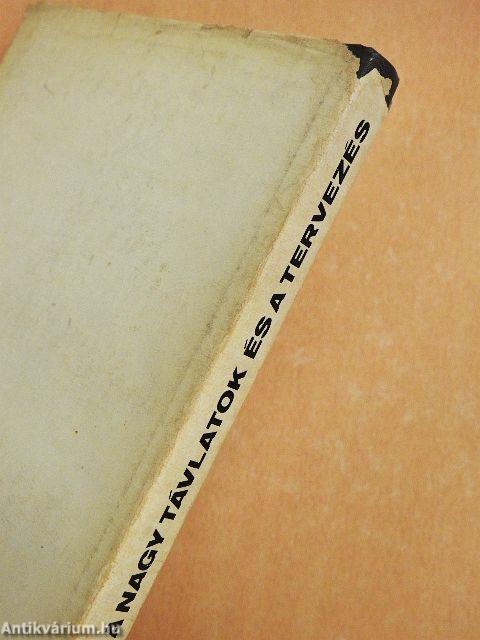 A NAGY TÁVLATOK ÉS A TERVEZÉS
Antikvárium.hu